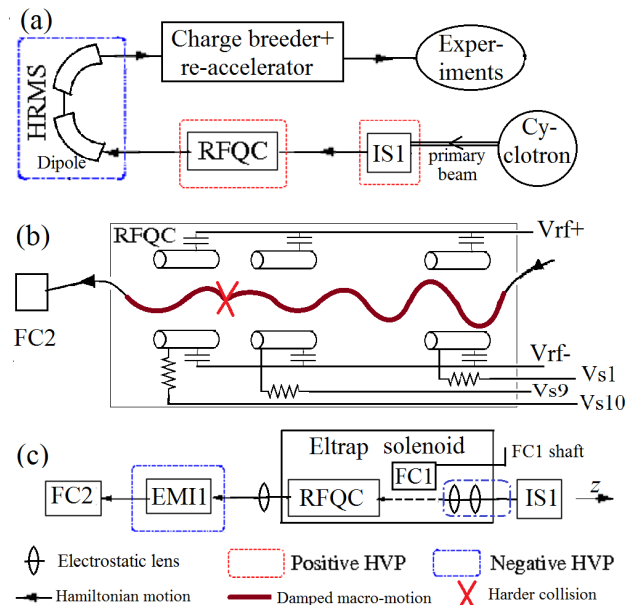 (a)
Charge breeder+
re-accelerator
Exper-
iments
HRMS
Dipole
RFQC
IS1
primary
beam
Cy-
clotron
(b)
RFQC
Vrf+
FC2
Vrf-
Vs1
Vs9
Vs10
(c)
Eltrap solenoid
FC1 shaft
FC1
FC2
EMI1
RFQC
IS1
z
Electrostatic lens
Positive HVP
Negative HVP
Hamiltonian motion
Damped macro-motion
Harder collision